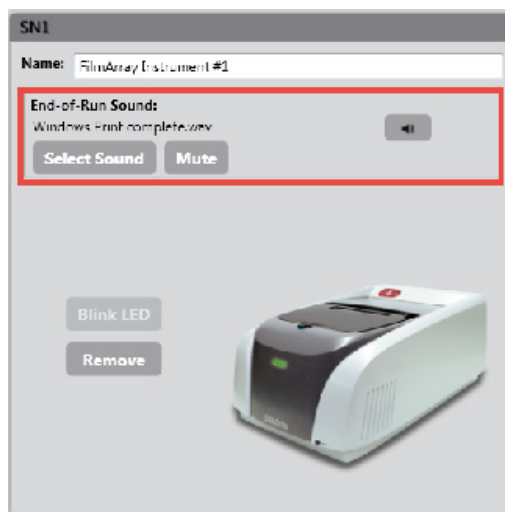 SN1
Name: FilmArray Instrument #1
End-of-Run Sound:
Windows Print complete.wav
Select Sound Mute
Blink LED
Remove